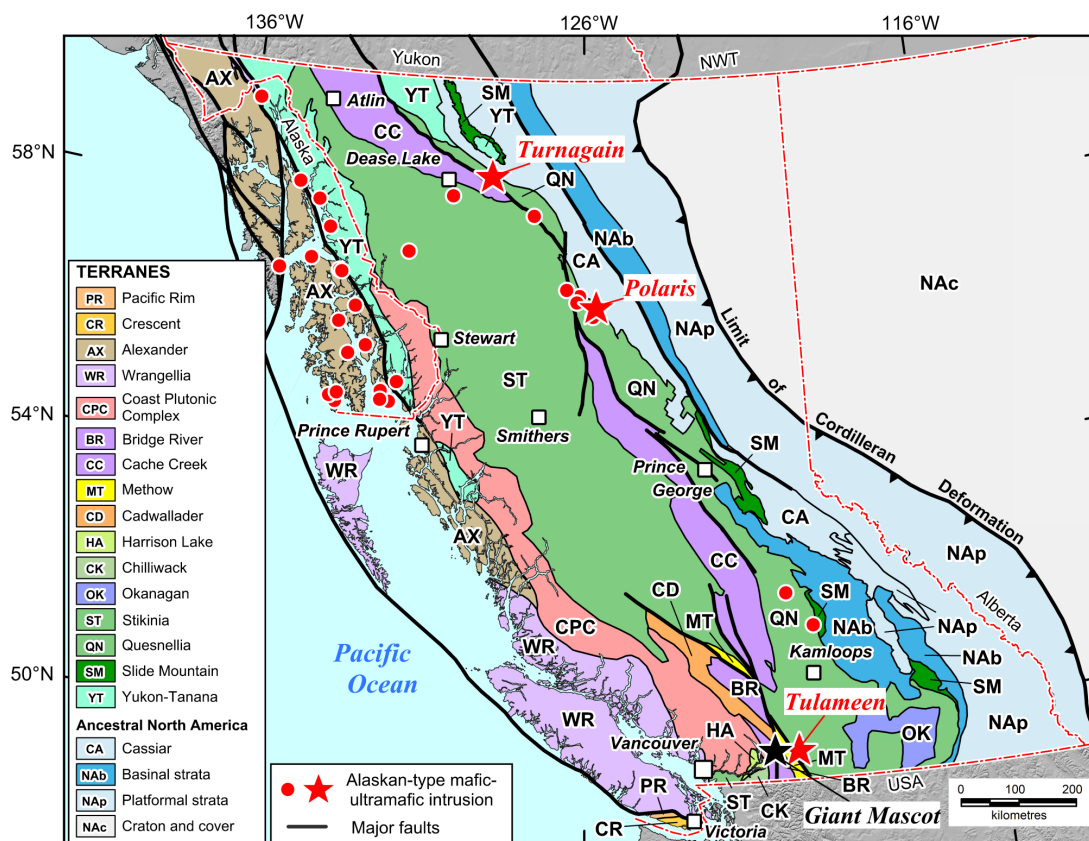 136°W
126°W
116°W
58°N
54°N
50°N
Yukon
NWT
AX
Atlin
CC
YT
SM
YT
Alaska
Dease Lake
Turnagain
QN
YT
NAb
CA
NAc
AX
Polaris
NAp
Limit
of
Cordilleran
Deformation
Stewart
ST
QN
YT
Smithers
SM
Prince Rupert
Prince
George
WR
CA
AX
CC
NAp
CD
SM
QN
Alberta
MT
NAb
NAp
CPC
Kamloops
NAb
WR
Pacific
Ocean
BR
SM
Tulameen
NAp
WR
HA
OK
Vancouver
MT
BR
USA
PR
ST
CK
Giant Mascot
CR
Victoria
0
100
200
kilometres
TERRANES
PR Pacific Rim
CR Crescent
AX Alexander
WR Wrangellia
CPC Coast Plutonic
Complex
BR Bridge River
CC Cache Creek
MT Methow
CD Cadwallader
HA Harrison Lake
CK Chilliwack
OK Okanagan
ST Stikinia
QN Quesnellia
SM Slide Mountain
YT Yukon-Tanana
Ancestral North America
CA Cassiar
NAb Basinal strata
NAp Platformal strata
NAc Craton and cover
Alaskan-type mafic-
ultramafic intrusion
Major faults